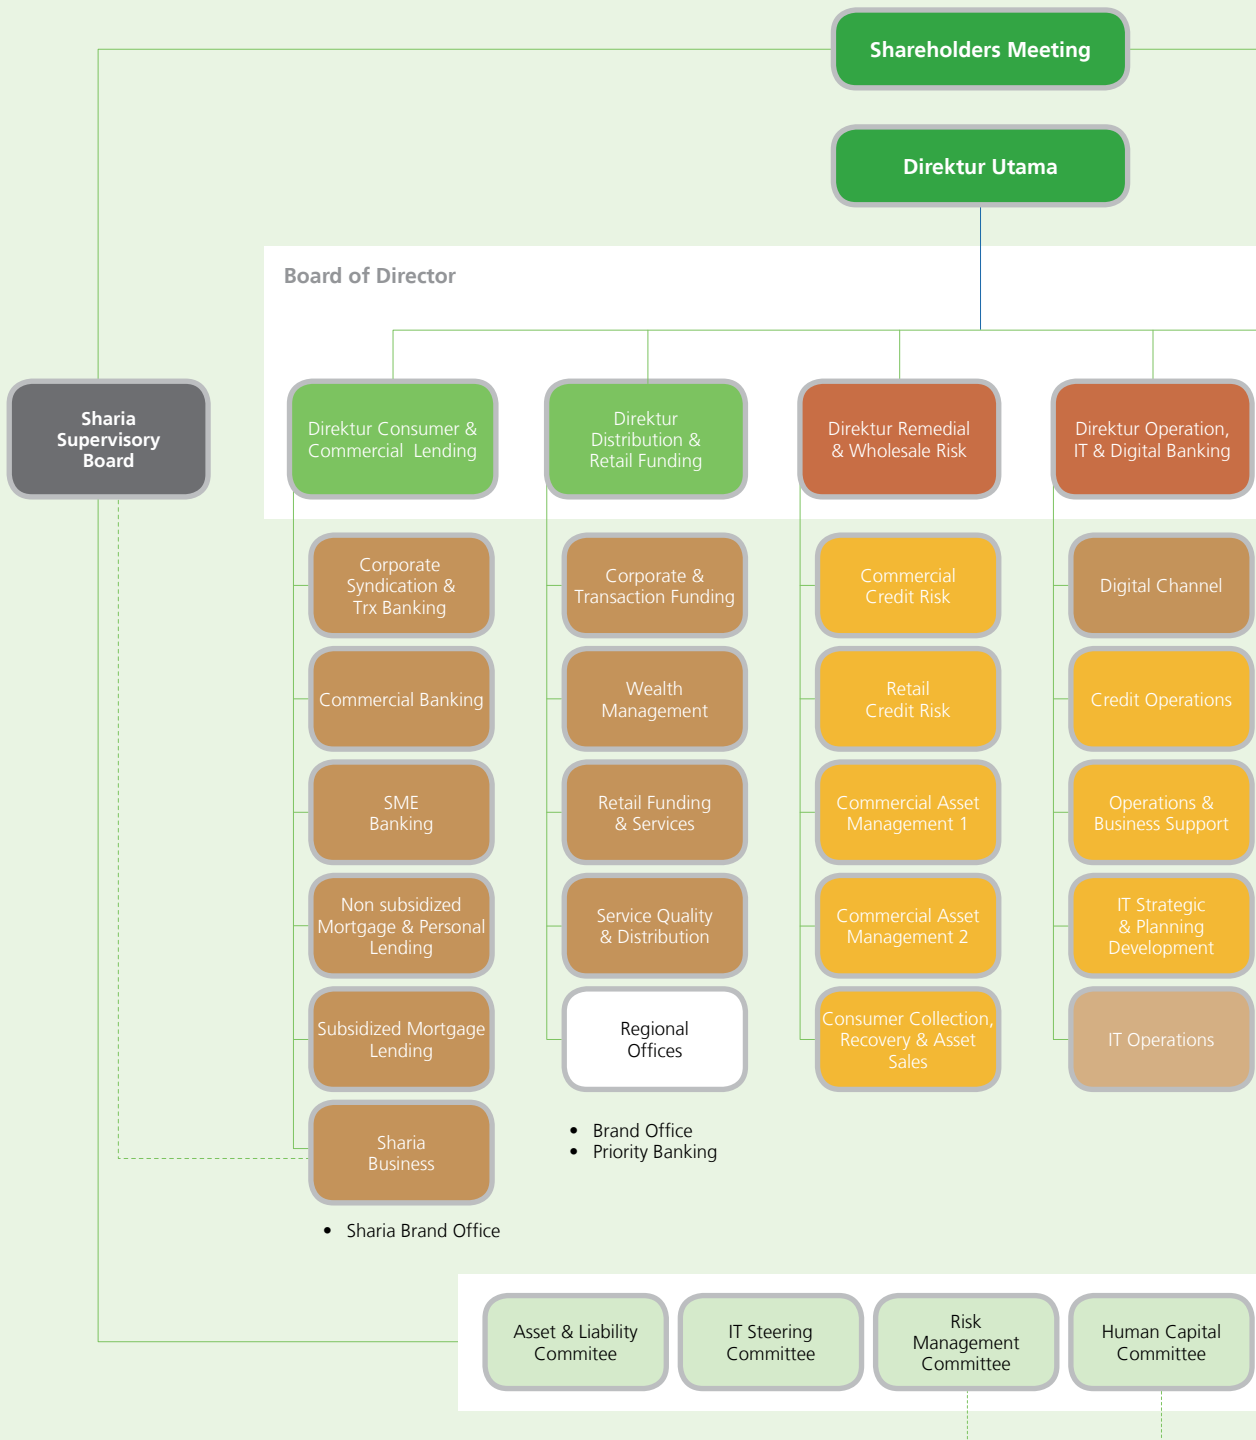 Shareholders Meeting
Direktur Utama
Board of Director
Sharia
Supervisory
Board
Direktur Consumer &
Commercial Lending
Direktur
Distribution &
Retail Funding
Direktur Remedial
& Wholesale Risk
Direktur Operation,
IT & Digital Banking
Corporate
Syndication &
Trx Banking
Commercial Banking
SME
Banking
Non subsidized
Mortgage & Personal
Lending
Subsidized Mortgage
Lending
Sharia
Business
• Sharia Brand Office
Corporate &
Transaction Funding
Wealth
Management
Retail Funding
& Services
Service Quality
& Distribution
Regional
Offices
• Brand Office
• Priority Banking
Commercial
Credit Risk
Retail
Credit Risk
Commercial Asset
Management 1
Commercial Asset
Management 2
Consumer Collection,
Recovery & Asset
Sales
Digital Channel
Credit Operations
Operations &
Business Support
IT Strategic
& Planning
Development
IT Operations
Asset & Liability
Commitee
IT Steering
Committee
Risk
Management
Committee
Human Capital
Committee